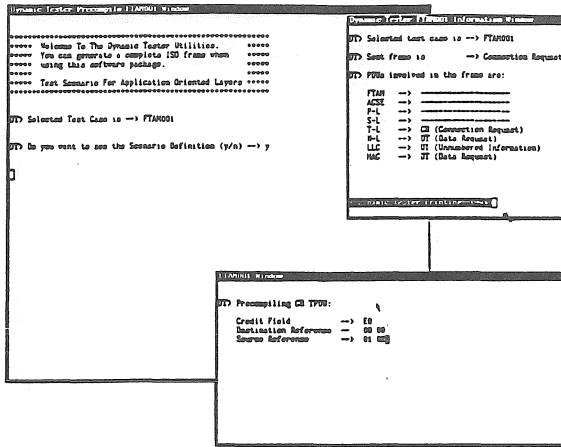 Dynamic Tester Precompile FTAM001 Window
***** Welcome To The Dynamic Tester Utilities. *****
***** You can generate a complete ISO frame when *****
***** using this software package. *****
***** Test Scenario For Application Oriented Layers *****
DT> Selected Test Case is --> FTAM001
DT> Do you want to see the Scenario Definition (y/n) --> y
Dynamic Tester FTAM001 Information Window
DT> Selected test case is --> FTAM001
DT> Sent frame is --> Connection Request
DT> PDUs involved in the frame are:
FTAM -->
ACSE -->
P-L -->
S-L -->
T-L --> CR (Connection Request)
N-L --> DT (Data Request)
LLC --> UI (Unnumbered Information)
MAC --> DT (Data Request)
FTAM001 Window
DT> Precompiling CR TPDU:
Credit Field --> E0
Destination Reference — 00 00
Source Reference --> 01